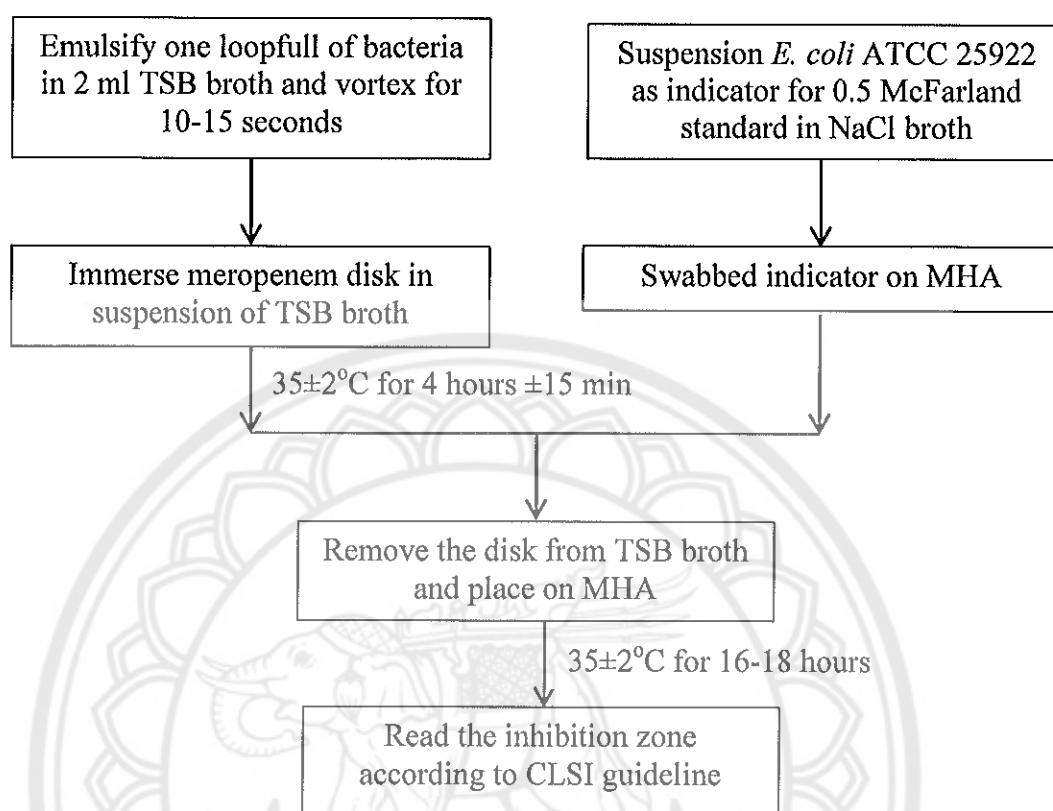 Emulsify one loopfull of bacteria
in 2 ml TSB broth and vortex for
10-15 seconds
Suspension E. coli ATCC 25922
as indicator for 0.5 McFarland
standard in NaCl broth
Immerse meropenem disk in
suspension of TSB broth
Swabbed indicator on MHA
35±2°C for 4 hours ±15 min
Remove the disk from TSB broth
and place on MHA
35±2°C for 16-18 hours
Read the inhibition zone
according to CLSI guideline